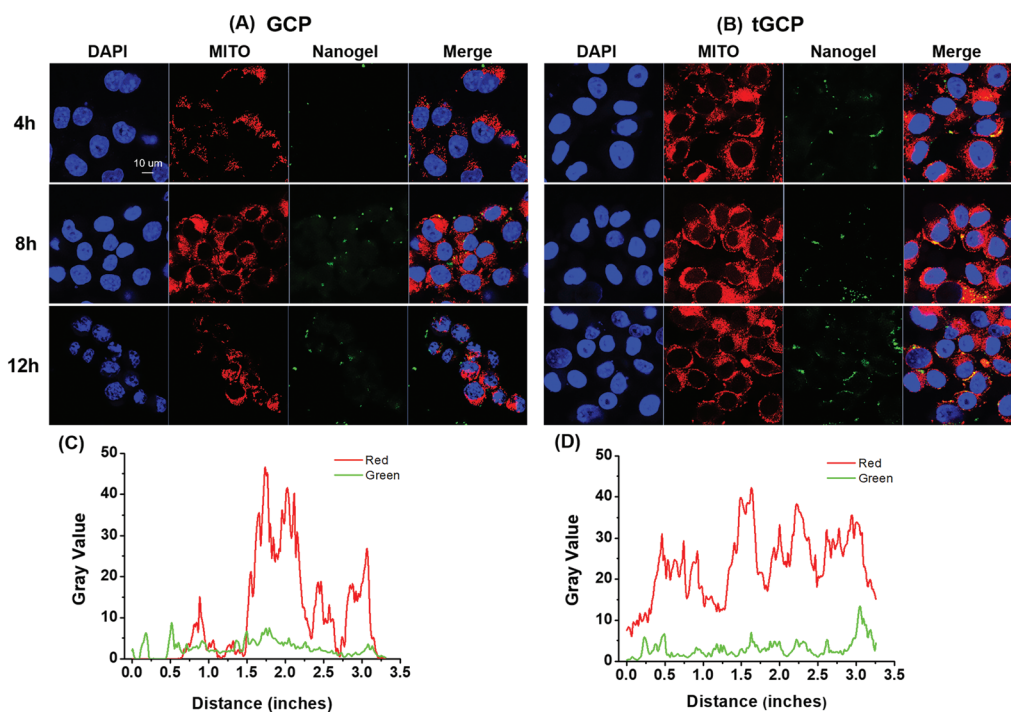 (A) GCP
(B) tGCP
DAPI MITO Nanogel Merge
DAPI MITO Nanogel Merge
4h
10 um
8h
12h
(C)
50
40
30
20
10
0
Gray Value
Red
Green
0.0 0.5 1.0 1.5 2.0 2.5 3.0 3.5
Distance (inches)
(D)
50
40
30
20
10
0
Gray Value
Red
Green
0.0 0.5 1.0 1.5 2.0 2.5 3.0 3.5
Distance (inches)